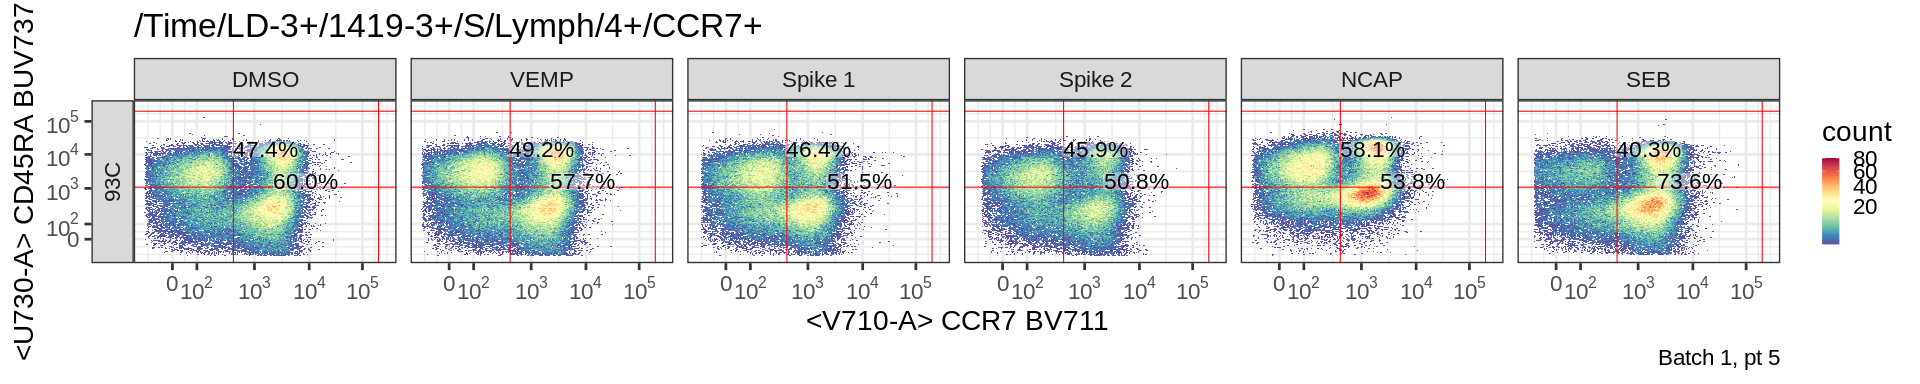 /Time/LD-3+/1419-3+/S/Lymph/4+/CCR7+
<U730-A> CD45RA BUV737
93C
DMSO VEMP Spike 1 Spike 2 NCAP SEB
10^5
10^4
10^3
10^2
0
47.4% 49.2% 46.4% 45.9% 58.1% 40.3%
60.0% 57.7% 51.5% 50.8% 53.8% 73.6%
0 10^2 10^3 10^4 10^5 0 10^2 10^3 10^4 10^5 0 10^2 10^3 10^4 10^5 0 10^2 10^3 10^4 10^5 0 10^2 10^3 10^4 10^5 0 10^2 10^3 10^4 10^5
<V710-A> CCR7 BV711
count
80
60
40
20
Batch 1, pt 5